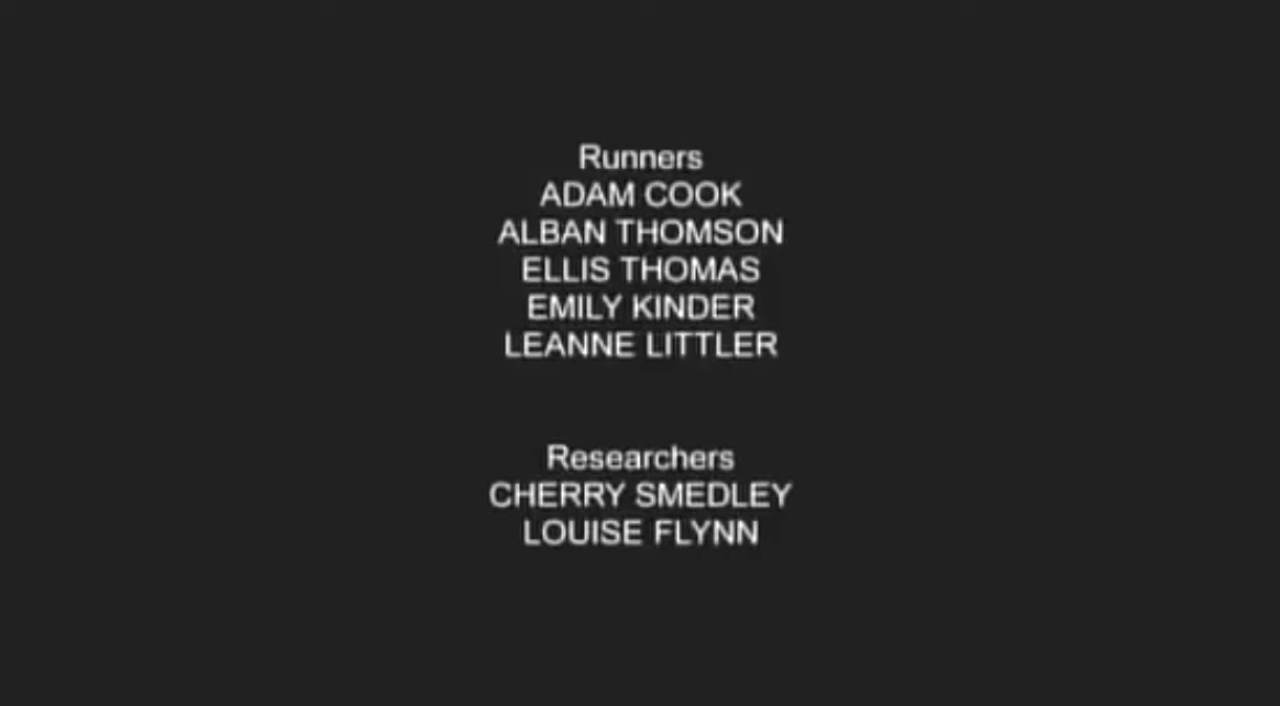 Runners
ADAM COOK
ALBAN THOMSON
ELLIS THOMAS
EMILY KINDER
LEANNE LITTLER
Researchers
CHERRY SMEDLEY
LOUISE FLYNN